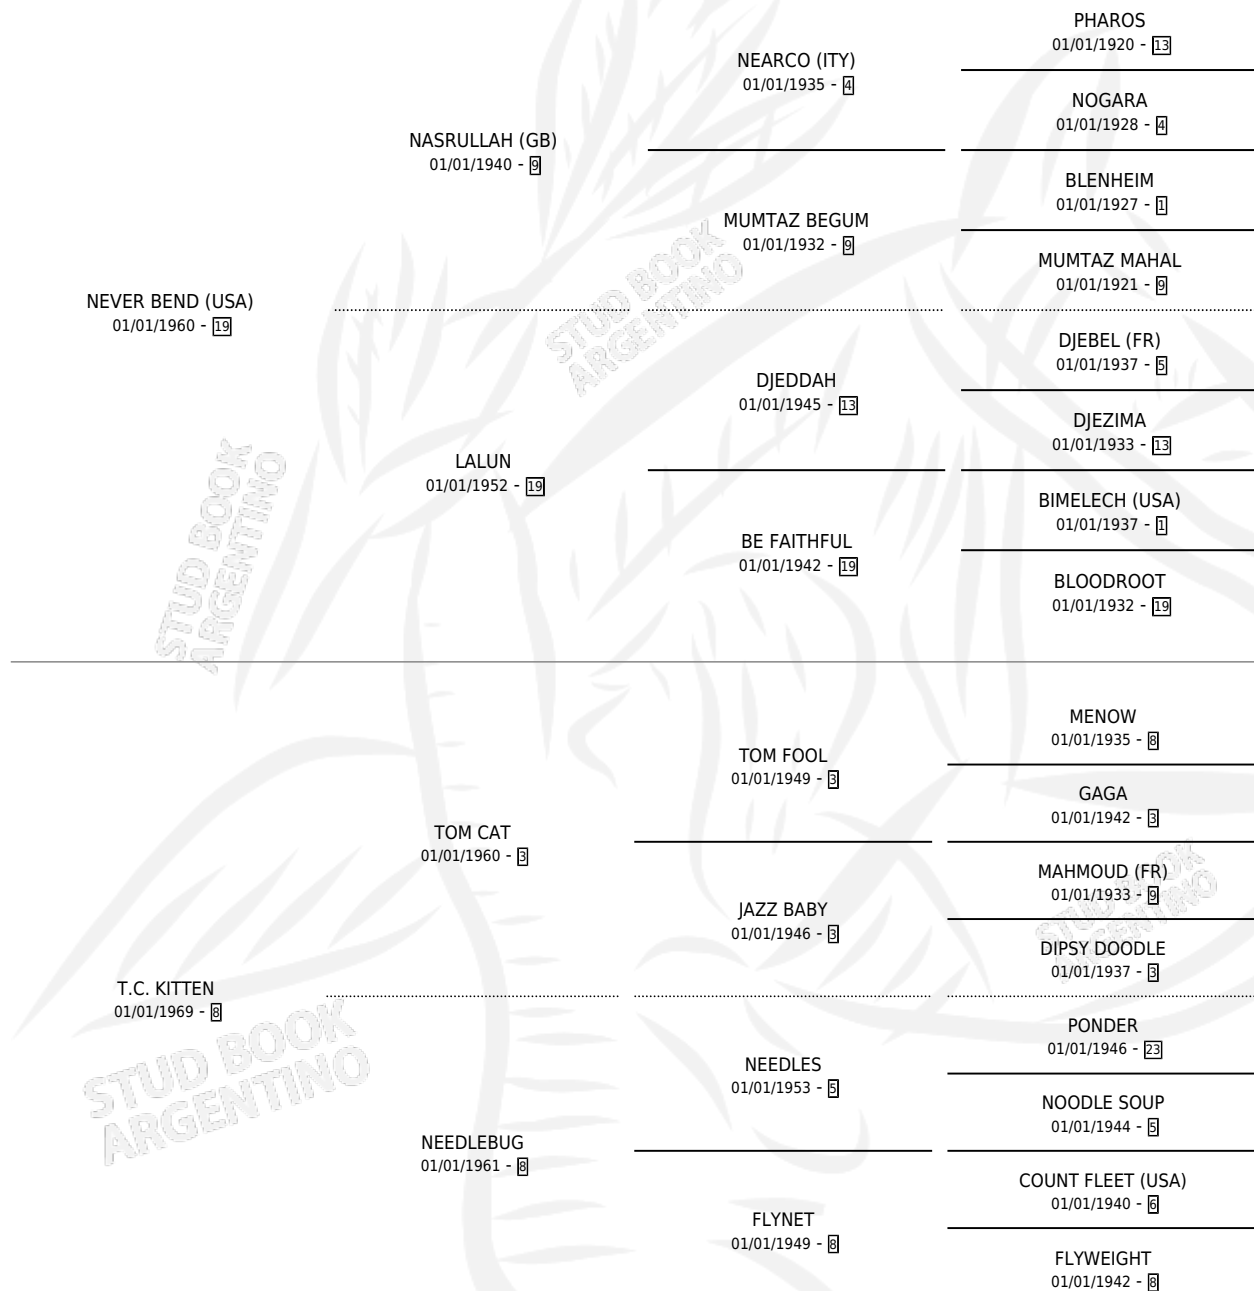 PHAROS
01/01/1920 - 13
NEARCO (ITY)
01/01/1935 - 4
NOGARA
01/01/1928 - 4
NASRULLAH (GB)
01/01/1940 - 9
BLENHEIM
01/01/1927 - 1
MUMTAZ BEGUM
01/01/1932 - 9
MUMTAZ MAHAL
01/01/1921 - 9
NEVER BEND (USA)
01/01/1960 - 19
DJEBEL (FR)
01/01/1937 - 5
DJEDDAH
01/01/1945 - 13
DJEZIMA
01/01/1933 - 13
LALUN
01/01/1952 - 19
BIMELECH (USA)
01/01/1937 - 1
BE FAITHFUL
01/01/1942 - 19
BLOODROOT
01/01/1932 - 19
MENOW
01/01/1935 - 8
TOM FOOL
01/01/1949 - 3
GAGA
01/01/1942 - 3
TOM CAT
01/01/1960 - 3
MAHMOUD (FR)
01/01/1933 - 9
JAZZ BABY
01/01/1946 - 3
DIPSY DOODLE
01/01/1937 - 3
T.C. KITTEN
01/01/1969 - 8
PONDER
01/01/1946 - 23
NEEDLES
01/01/1953 - 5
NOODLE SOUP
01/01/1944 - 5
NEEDLEBUG
01/01/1961 - 8
COUNT FLEET (USA)
01/01/1940 - 6
FLYNET
01/01/1949 - 8
FLYWEIGHT
01/01/1942 - 8
STUD BOOK
ARGENTINO
STUD BOOK
ARGENTINO
STUD BOOK
ARGENTINO
STUD BOOK
ARGENTINO